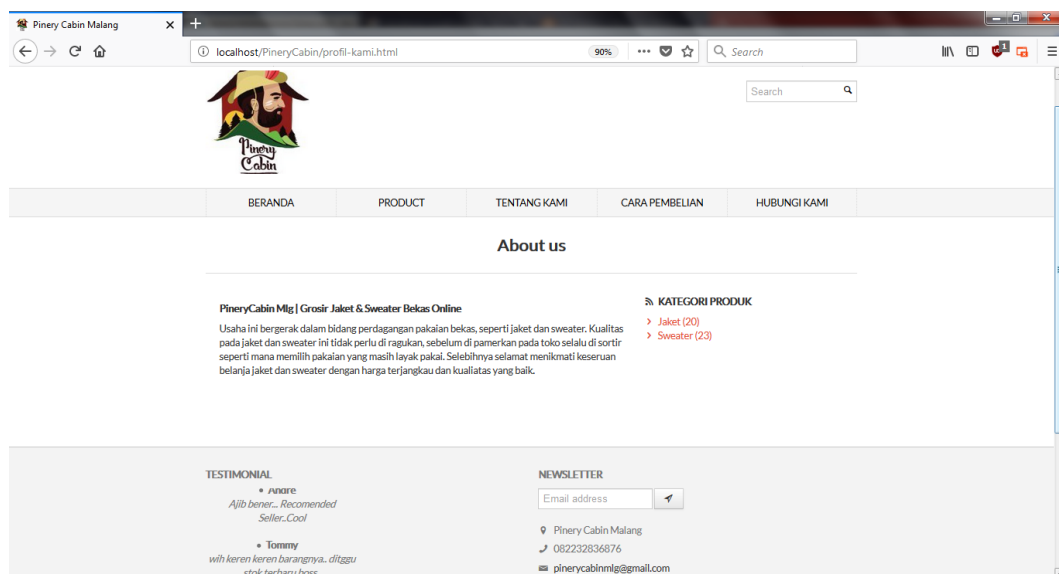 Pinery Cabin Malang
localhost/PineryCabin/profil-kami.html
90%
Search
1
Pinery
Cabin
Search
BERANDA
PRODUCT
TENTANG KAMI
CARA PEMBELIAN
HUBUNGI KAMI
About us
PineryCabin Mlg | Grosir Jaket & Sweater Bekas Online
Usaha ini bergerak dalam bidang perdagangan pakaian bekas, seperti jaket dan sweater. Kualitas
pada jaket dan sweater ini tidak perlu di ragukan, sebelum di pamerkan pada toko selalu di sortir
seperti mana memilih pakaian yang masih layak pakai. Selebihnya selamat menikmati keseruan
belanja jaket dan sweater dengan harga terjangkau dan kualiatas yang baik.
KATEGORI PRODUK
Jaket (20)
Sweater (23)
TESTIMONIAL
• Andre
Ajib bener... Recomended
Seller..Cool
• Tommy
wih keren keren barangnya.. ditggu
stok terbaru boss
NEWSLETTER
Email address
Pinery Cabin Malang
082232836876
pinerycabinmlg@gmail.com